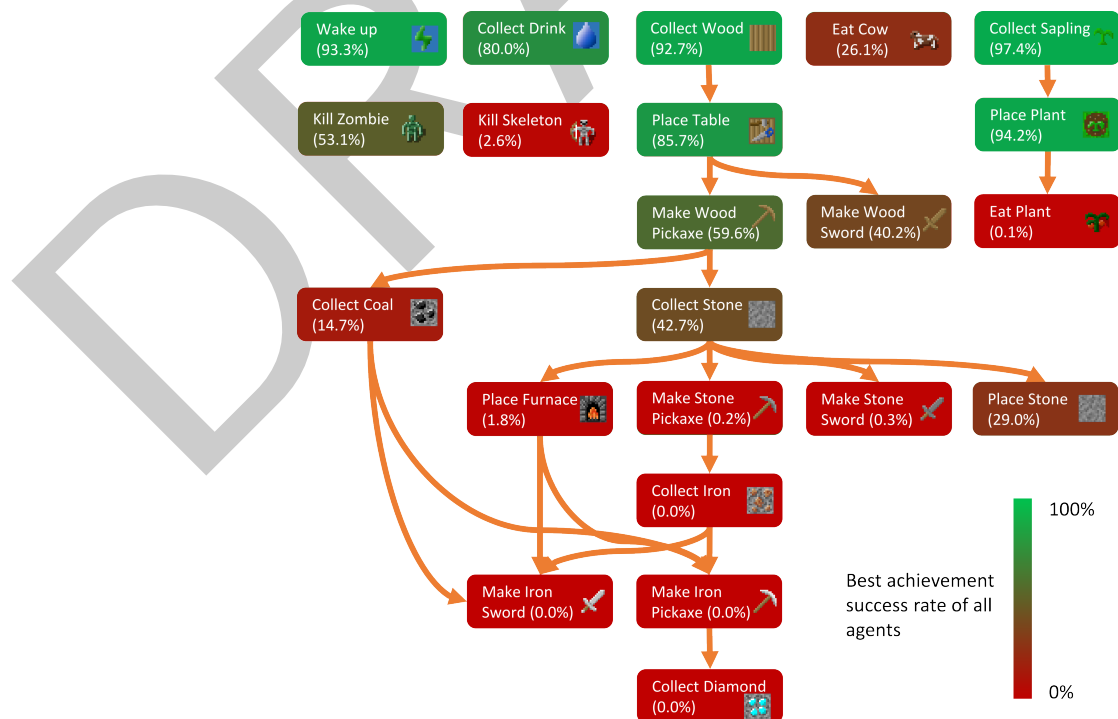 Wake up
(93.3%)
Collect Drink
(80.0%)
Collect Wood
(92.7%)
Eat Cow
(26.1%)
Collect Sapling
(97.4%)
Kill Zombie
(53.1%)
Kill Skeleton
(2.6%)
Place Table
(85.7%)
Place Plant
(94.2%)
Make Wood
Pickaxe (59.6%)
Make Wood
Sword (40.2%)
Eat Plant
(0.1%)
Collect Coal
(14.7%)
Collect Stone
(42.7%)
Place Furnace
(1.8%)
Make Stone
Pickaxe (0.2%)
Make Stone
Sword (0.3%)
Place Stone
(29.0%)
Collect Iron
(0.0%)
Make Iron
Sword (0.0%)
Make Iron
Pickaxe (0.0%)
Collect Diamond
(0.0%)
100%
Best achievement
success rate of all
agents
0%